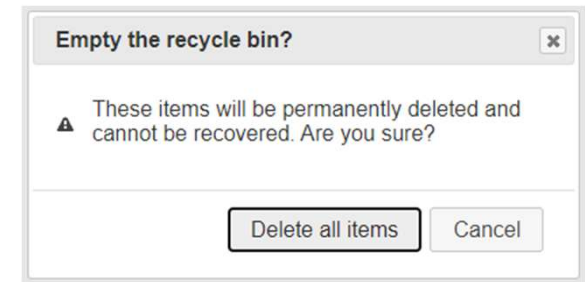 Empty the recycle bin?
These items will be permanently deleted and
cannot be recovered. Are you sure?
Delete all items
Cancel